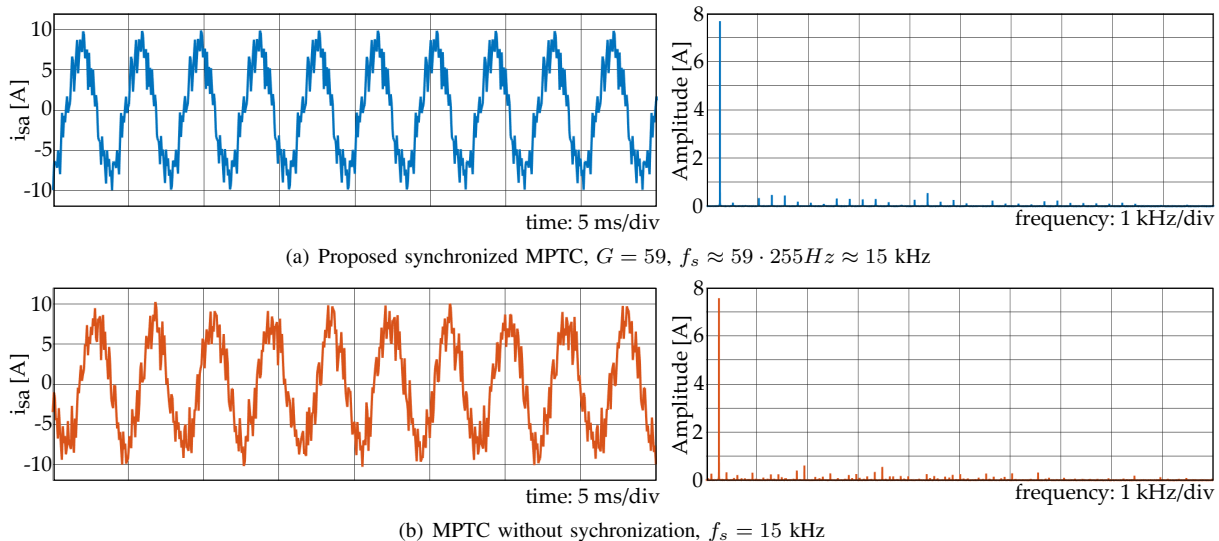 10
5
0
-5
-10
i_sa [A]
time: 5 ms/div
8
6
4
2
0
Amplitude [A]
frequency: 1 kHz/div
(a) Proposed synchronized MPTC, G = 59, f_s ≈ 59 · 255Hz ≈ 15 kHz
10
5
0
-5
-10
i_sa [A]
time: 5 ms/div
8
6
4
2
0
Amplitude [A]
frequency: 1 kHz/div
(b) MPTC without sychronization, f_s = 15 kHz